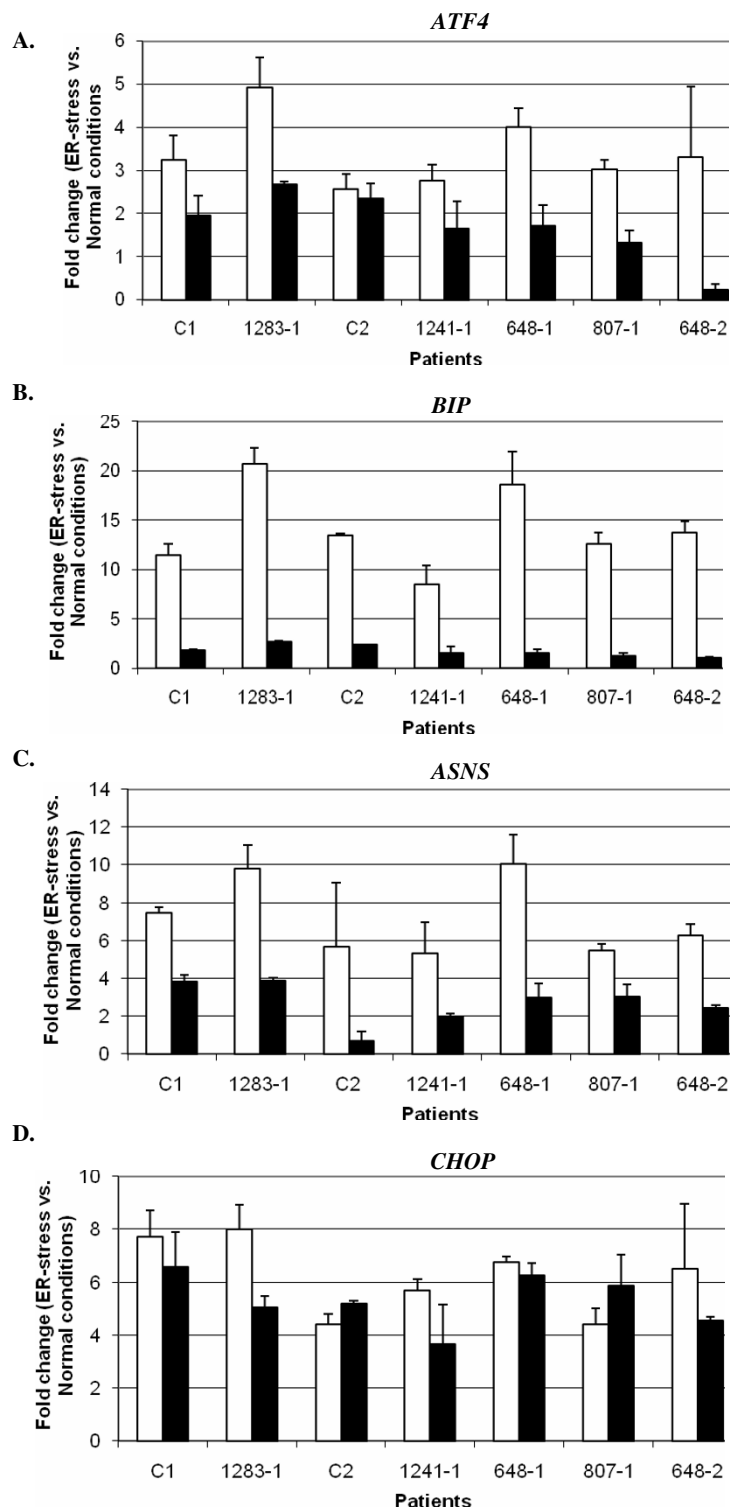 A.
ATF4
Fold change (ER-stress vs.
Normal conditions
6
5
4
3
2
1
0
C1 1283-1 C2 1241-1 648-1 807-1 648-2
Patients
B.
BIP
Fold change (ER-stress vs.
Normal conditions)
25
20
15
10
5
0
C1 1283-1 C2 1241-1 648-1 807-1 648-2
Patients
C.
ASNS
Fold change (ER-stress vs.
Normal conditions)
14
12
10
8
6
4
2
0
C1 1283-1 C2 1241-1 648-1 807-1 648-2
Patients
D.
CHOP
Fold change (ER-stress vs.
Normal conditions)
10
8
6
4
2
0
C1 1283-1 C2 1241-1 648-1 807-1 648-2
Patients